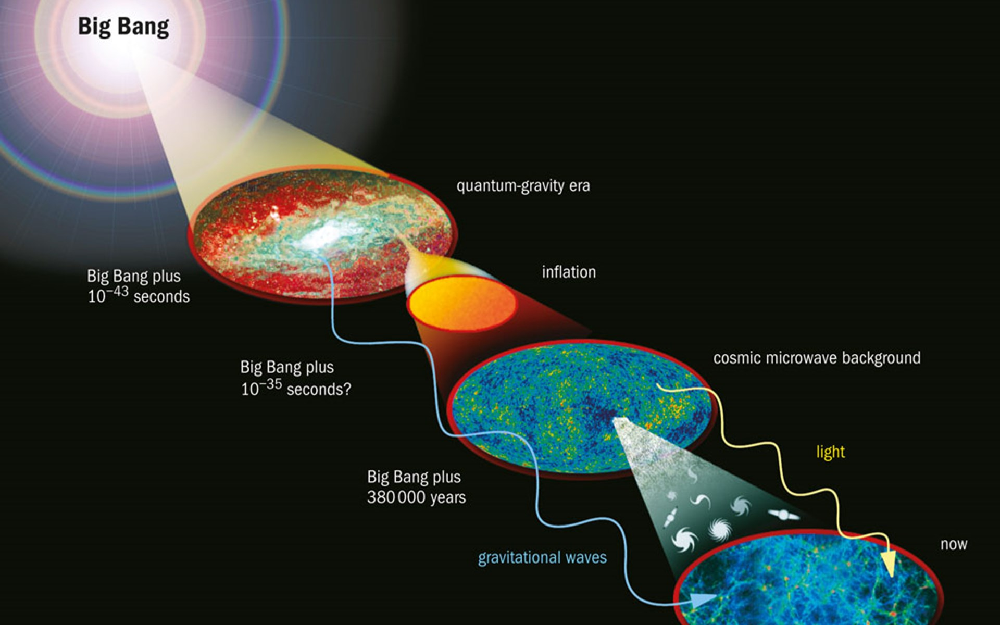 Big Bang
quantum-gravity era
Big Bang plus
10⁻⁴³ seconds
inflation
Big Bang plus
10⁻³⁵ seconds?
cosmic microwave background
light
Big Bang plus
380 000 years
gravitational waves
now